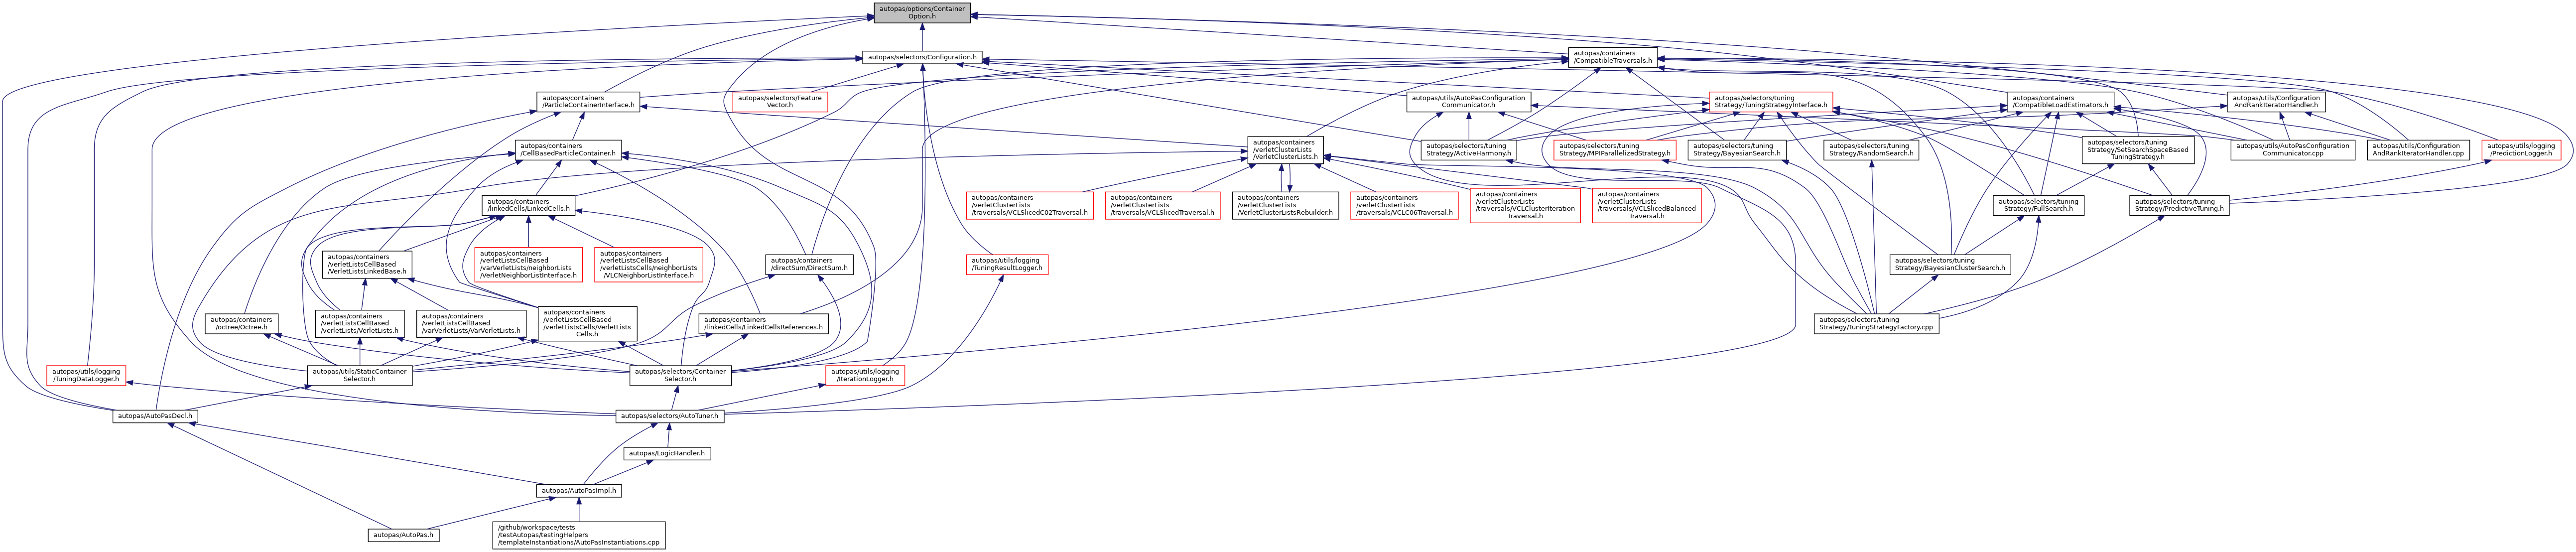 autopas/options/Container
Option.h
autopas/selectors/Configuration.h
autopas/containers
/CompatibleTraversals.h
autopas/containers
/ParticleContainerInterface.h
autopas/selectors/Feature
Vector.h
autopas/utils/AutoPasConfiguration
Communicator.h
autopas/selectors/tuning
Strategy/TuningStrategyInterface.h
autopas/containers
/CompatibleLoadEstimators.h
autopas/utils/Configuration
AndRankIteratorHandler.h
autopas/containers
/CellBasedParticleContainer.h
autopas/containers
/verletClusterLists
/VerletClusterLists.h
autopas/selectors/tuning
Strategy/ActiveHarmony.h
autopas/selectors/tuning
Strategy/MPIParallelizedStrategy.h
autopas/selectors/tuning
Strategy/BayesianSearch.h
autopas/selectors/tuning
Strategy/RandomSearch.h
autopas/selectors/tuning
Strategy/SetSearchSpaceBased
TuningStrategy.h
autopas/utils/AutoPasConfiguration
Communicator.cpp
autopas/utils/Configuration
AndRankIteratorHandler.cpp
autopas/utils/logging
/PredictionLogger.h
autopas/containers
/linkedCells/LinkedCells.h
autopas/containers
/verletClusterLists
/traversals/VCLSlicedC02Traversal.h
autopas/containers
/verletClusterLists
/traversals/VCLSlicedTraversal.h
autopas/containers
/verletClusterLists
/VerletClusterListsRebuilder.h
autopas/containers
/verletClusterLists
/traversals/VCLC06Traversal.h
autopas/containers
/verletClusterLists
/traversals/VCLClusterIteration
Traversal.h
autopas/containers
/verletClusterLists
/traversals/VCLSlicedBalanced
Traversal.h
autopas/selectors/tuning
Strategy/FullSearch.h
autopas/selectors/tuning
Strategy/PredictiveTuning.h
autopas/containers
/verletListsCellBased
/VerletListsLinkedBase.h
autopas/containers
/verletListsCellBased
/varVerletLists/neighborLists
/VerletNeighborListInterface.h
autopas/containers
/verletListsCellBased
/verletListsCells/neighborLists
/VLCNeighborListInterface.h
autopas/containers
/directSum/DirectSum.h
autopas/utils/logging
/TuningResultLogger.h
autopas/selectors/tuning
Strategy/BayesianClusterSearch.h
autopas/containers
/octree/Octree.h
autopas/containers
/verletListsCellBased
/verletLists/VerletLists.h
autopas/containers
/verletListsCellBased
/varVerletLists/VarVerletLists.h
autopas/containers
/verletListsCellBased
/verletListsCells/VerletLists
Cells.h
autopas/containers
/linkedCells/LinkedCellsReferences.h
autopas/selectors/tuning
Strategy/TuningStrategyFactory.cpp
autopas/utils/logging
/TuningDataLogger.h
autopas/utils/StaticContainer
Selector.h
autopas/selectors/Container
Selector.h
autopas/utils/logging
/IterationLogger.h
autopas/AutoPasDecl.h
autopas/selectors/AutoTuner.h
autopas/LogicHandler.h
autopas/AutoPasImpl.h
autopas/AutoPas.h
/github/workspace/tests
/testAutopas/testingHelpers
/templateInstantiations/AutoPasInstantiations.cpp